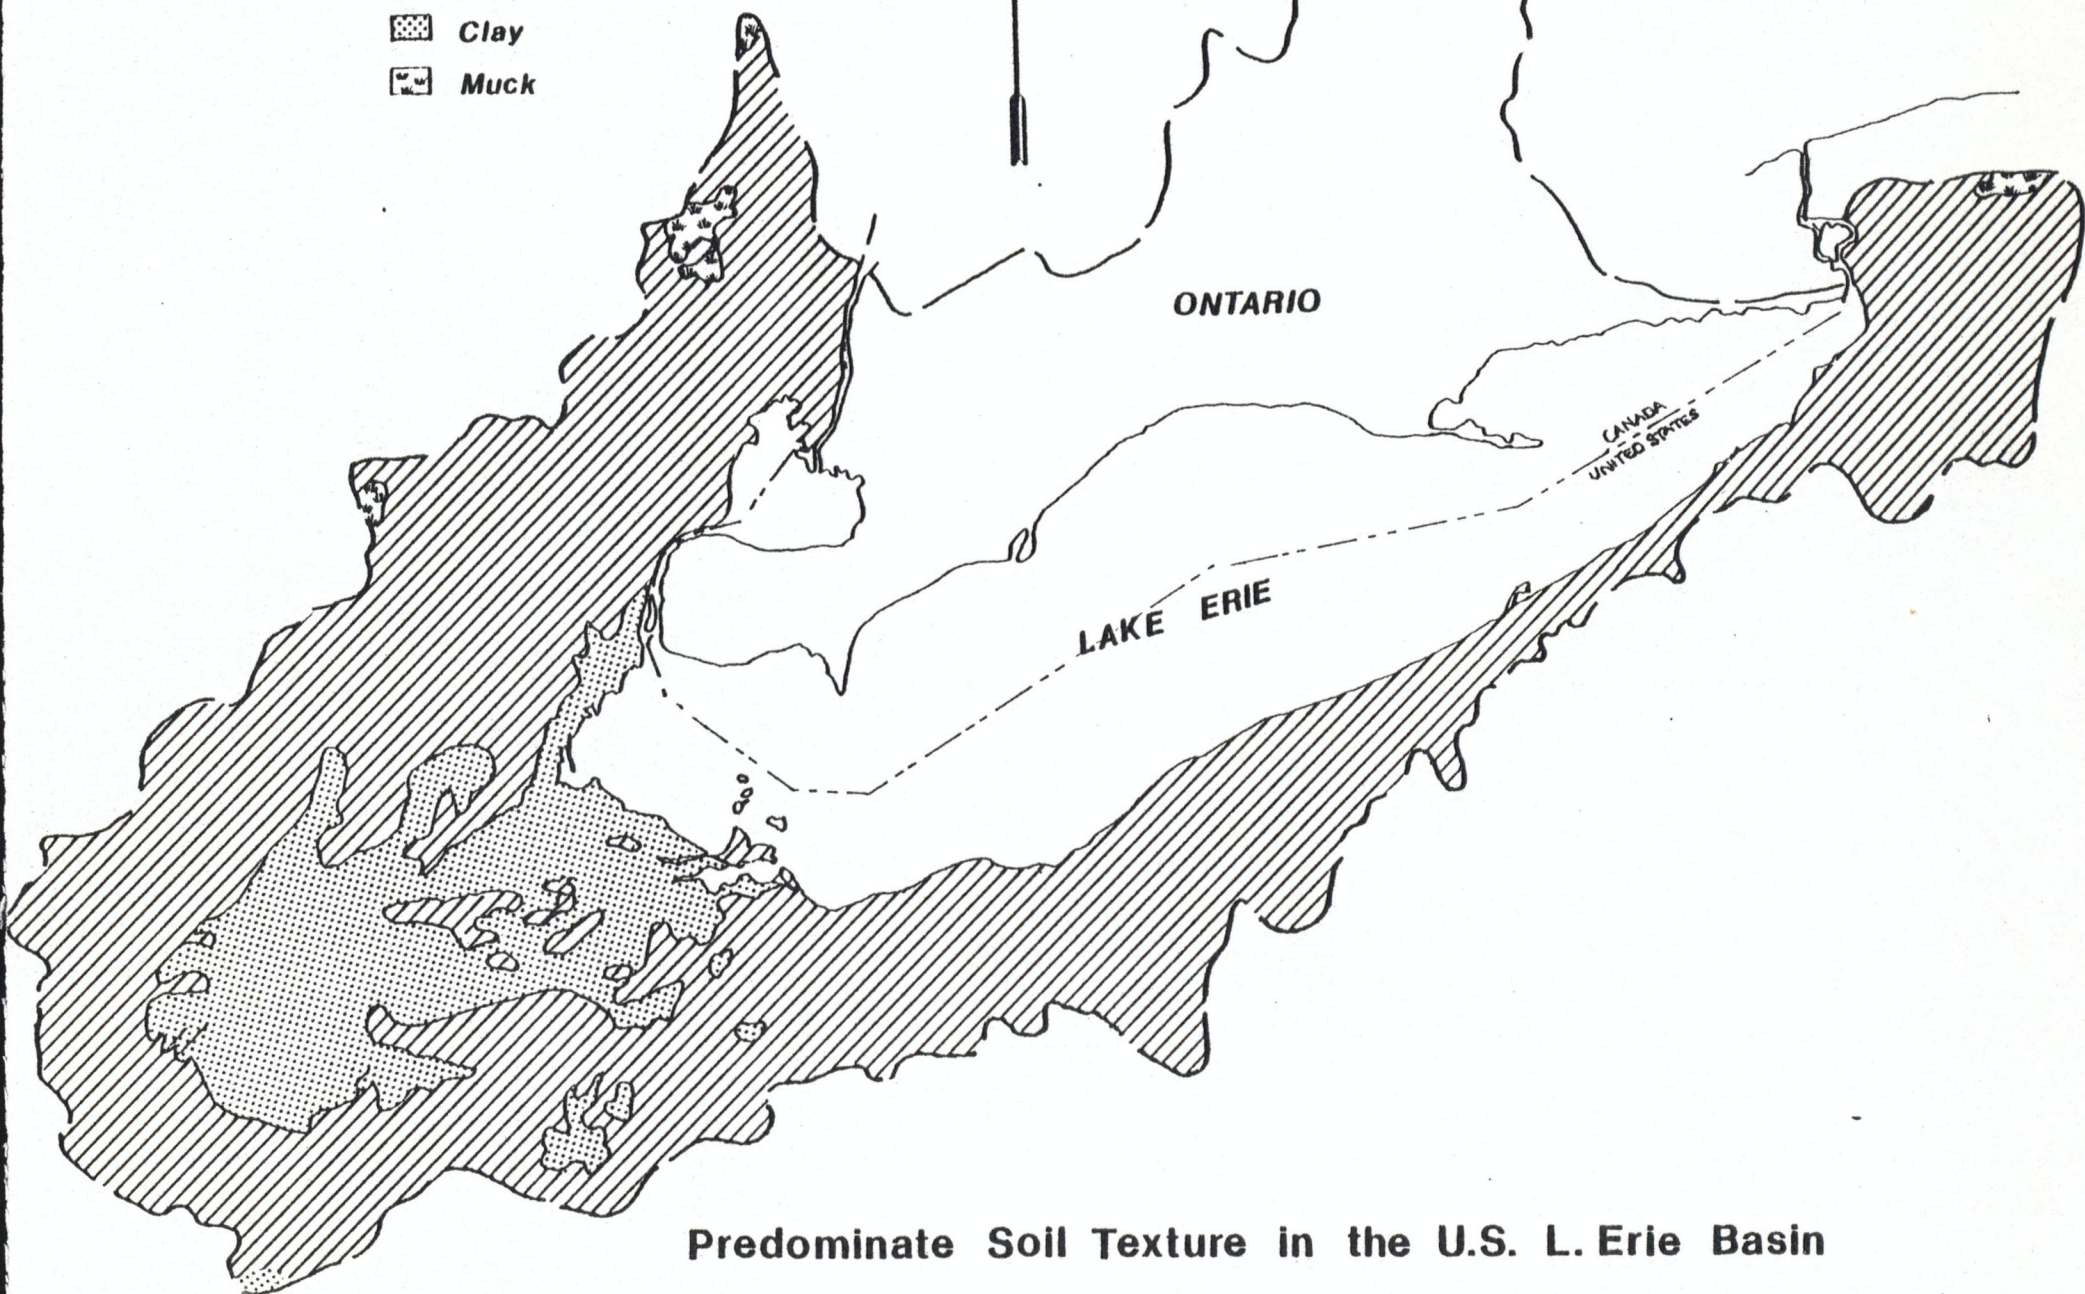 Clay
Muck
ONTARIO
CANADA
UNITED STATES
LAKE ERIE
Predominate Soil Texture in the U.S. L. Erie Basin